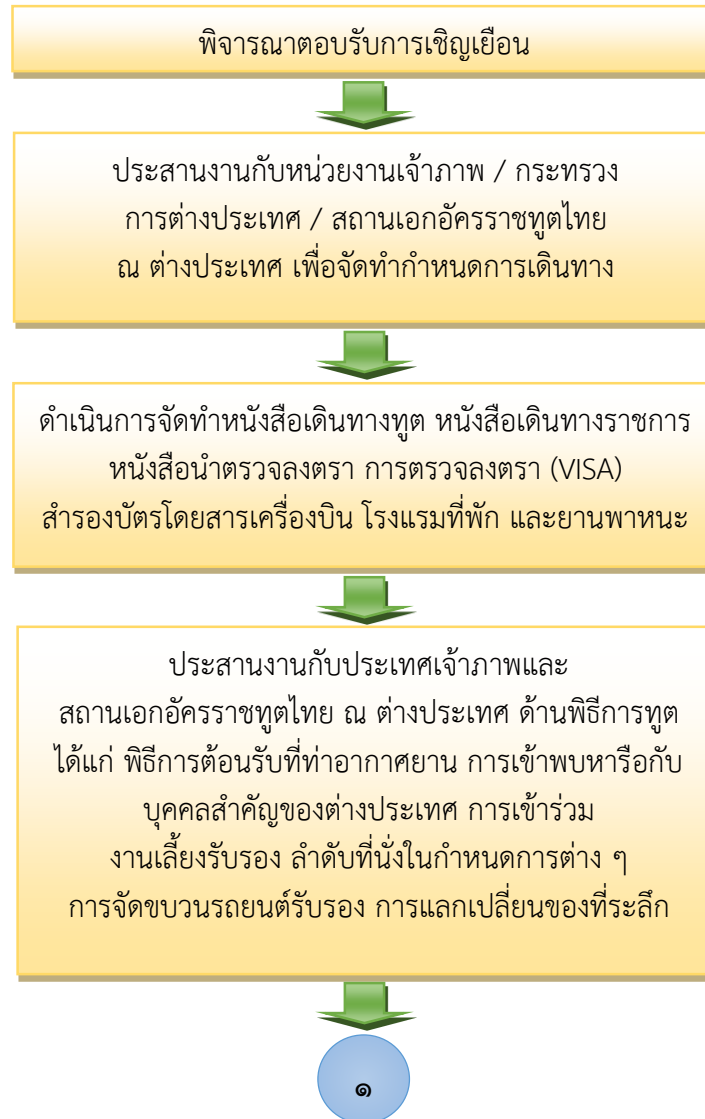 พิจารณาตอบรับการเชิญเยือน
ประสานงานกับหน่วยงานเจ้าภาพ / กระทรวง
การต่างประเทศ / สถานเอกอัครราชทูตไทย
ณ ต่างประเทศ เพื่อจัดทำกำหนดการเดินทาง
ดำเนินการจัดทำหนังสือเดินทางทูต หนังสือเดินทางราชการ
หนังสือนำตรวจลงตรา การตรวจลงตรา (VISA)
สำรองบัตรโดยสารเครื่องบิน โรงแรมที่พัก และยานพาหนะ
ประสานงานกับประเทศเจ้าภาพและ
สถานเอกอัครราชทูตไทย ณ ต่างประเทศ ด้านพิธีการทูต
ได้แก่ พิธีการต้อนรับที่ท่าอากาศยาน การเข้าพบหารือกับ
บุคคลสำคัญของต่างประเทศ การเข้าร่วม
งานเลี้ยงรับรอง ลำดับที่นั่งในกำหนดการต่าง ๆ
การจัดขบวนรถยนต์รับรอง การแลกเปลี่ยนของที่ระลึก
๑